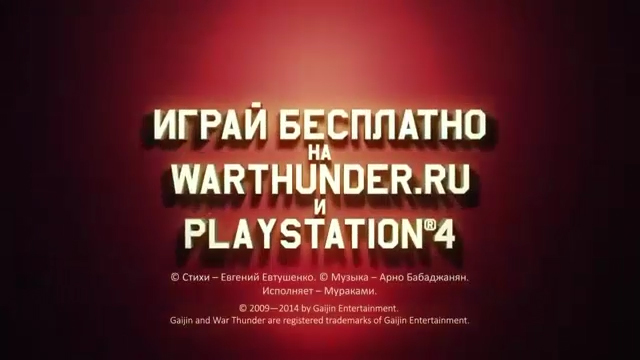 ИГРАЙ БЕСПЛАТНО
НА
WARTHUNDER.RU
И
PLAYSTATION®4
© Стихи – Евгений Евтушенко. © Музыка – Арно Бабаджанян.
Исполняет – Мураками.
© 2009—2014 by Gaijin Entertainment.
Gaijin and War Thunder are registered trademarks of Gaijin Entertainment.